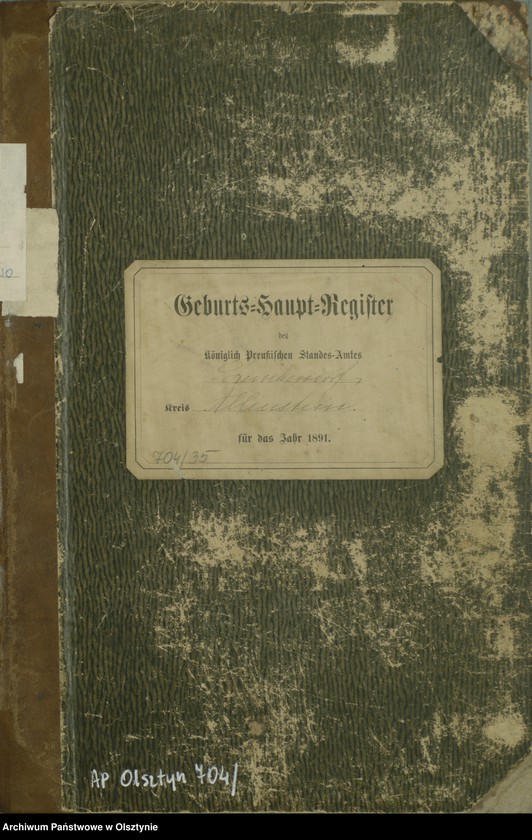 Geburts=Haupt=Register
des
Königlich Preußischen Standes-Amtes
Kreis Allenstein.
für das Jahr 1891.
704/35
AP Olsztyn 704/
Archiwum Państwowe w Olsztynie